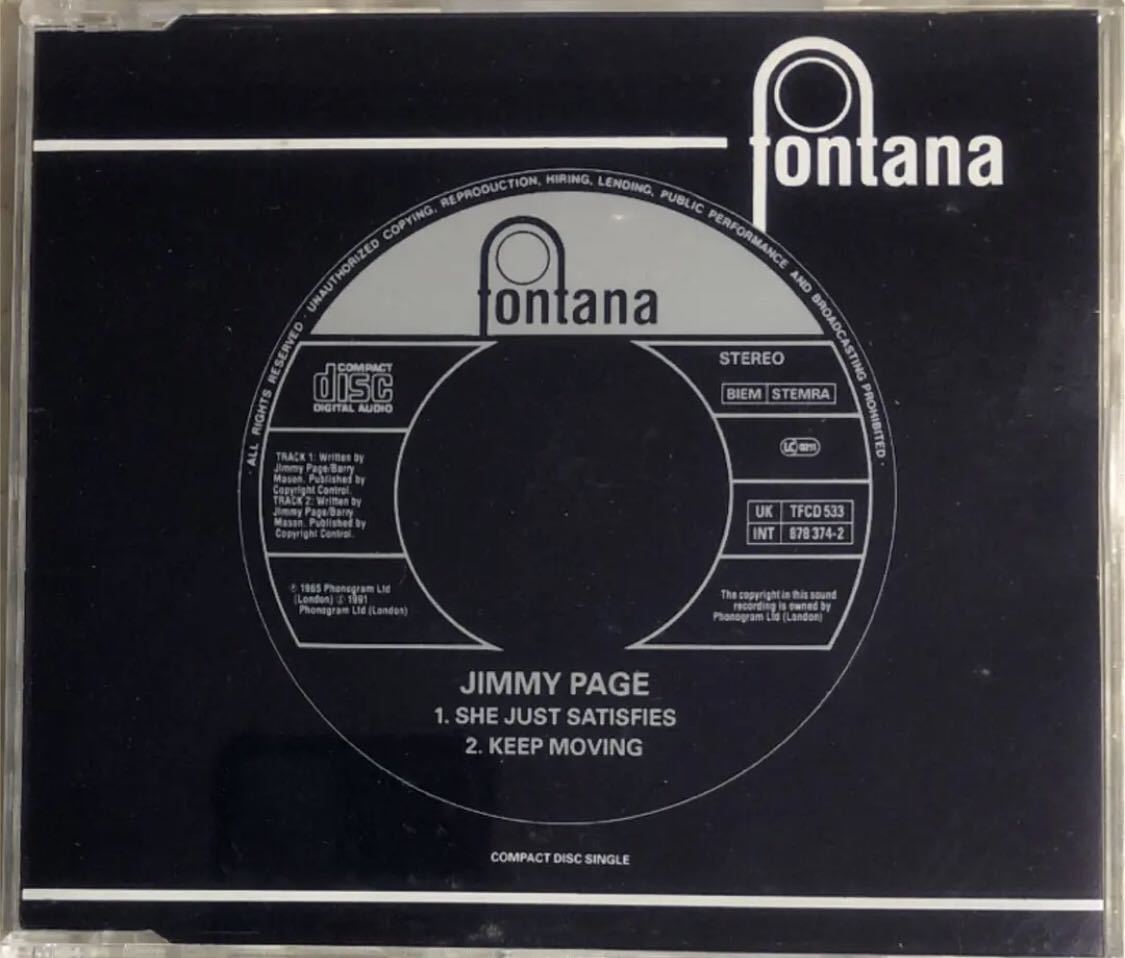 fontana
ALL RIGHTS RESERVED · UNAUTHORIZED COPYING, REPRODUCTION, HIRING, LENDING, PUBLIC PERFORMANCE AND BROADCASTING PROHIBITED ·
fontana
COMPACT
disc
DIGITAL AUDIO
STEREO
BIEM STEMRA
LC 0211
TRACK 1: Written by
Jimmy Page/Barry
Mason. Published by
Copyright Control.
TRACK 2: Written by
Jimmy Page/Barry
Mason. Published by
Copyright Control.
UK TFCD 533
INT 878 374-2
℗ 1965 Phonogram Ltd
(London) © 1991
Phonogram Ltd (London)
The copyright in this sound
recording is owned by
Phonogram Ltd (London)
JIMMY PAGE
1. SHE JUST SATISFIES
2. KEEP MOVING
COMPACT DISC SINGLE